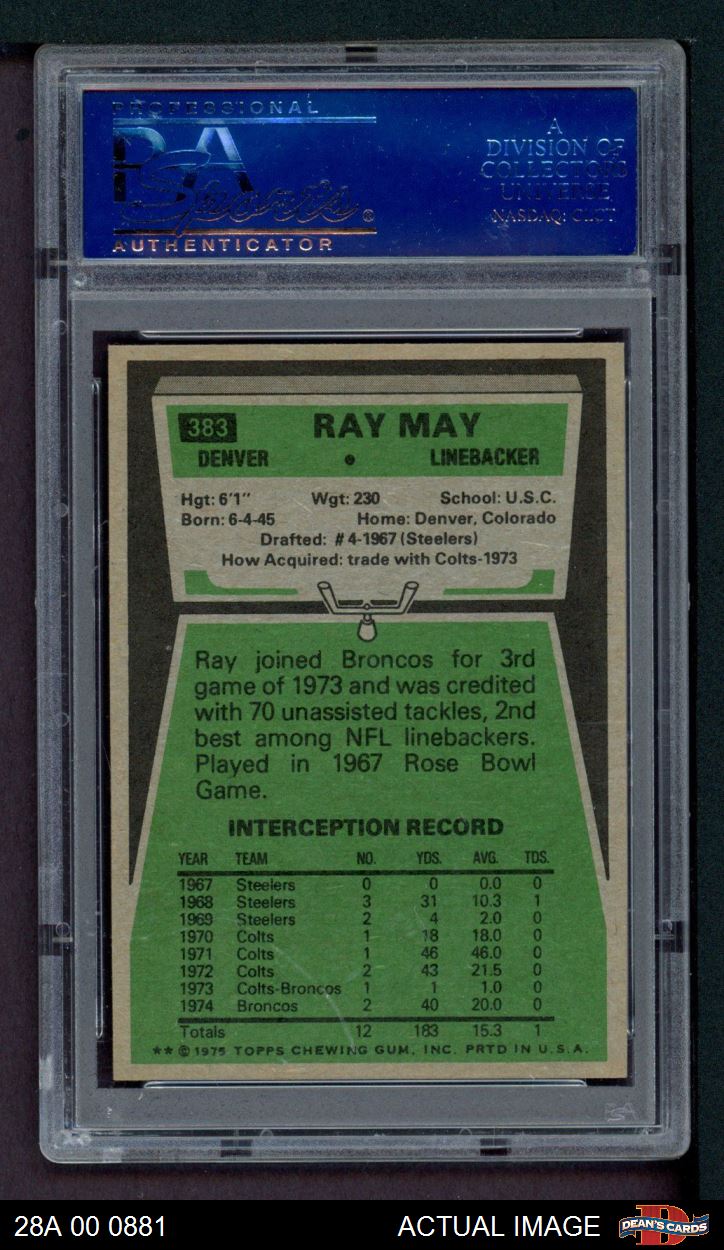 PROFESSIONAL
PSA
Sports ®
AUTHENTICATOR
A
DIVISION OF
COLLECTORS
UNIVERSE
NASDAQ: CLCT
383 RAY MAY
DENVER • LINEBACKER
Hgt: 6'1" Wgt: 230 School: U.S.C.
Born: 6-4-45 Home: Denver, Colorado
Drafted: #4-1967 (Steelers)
How Acquired: trade with Colts-1973
Ray joined Broncos for 3rd
game of 1973 and was credited
with 70 unassisted tackles, 2nd
best among NFL linebackers.
Played in 1967 Rose Bowl
Game.
INTERCEPTION RECORD
YEAR TEAM NO. YDS. AVG. TDS.
1967 Steelers 0 0 0.0 0
1968 Steelers 3 31 10.3 1
1969 Steelers 2 4 2.0 0
1970 Colts 1 18 18.0 0
1971 Colts 1 46 46.0 0
1972 Colts 2 43 21.5 0
1973 Colts-Broncos 1 1 1.0 0
1974 Broncos 2 40 20.0 0
Totals 12 183 15.3 1
** © 1975 TOPPS CHEWING GUM, INC. PRTD IN U.S.A.
PSA
28A 00 0881 ACTUAL IMAGE DEAN'S CARDS